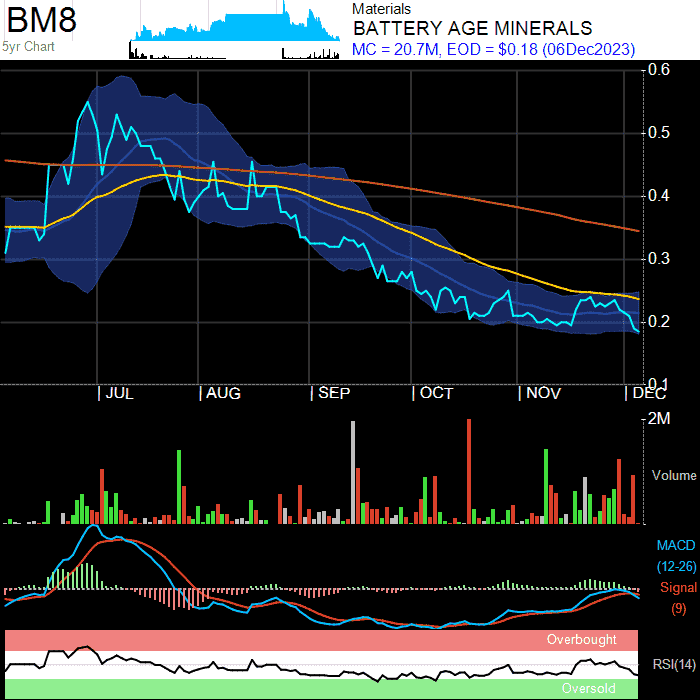 BM8
5yr Chart
Materials
BATTERY AGE MINERALS
MC = 20.7M, EOD = $0.18 (06Dec2023)
0.6
0.5
0.4
0.3
0.2
0.1
| JUL | AUG | SEP | OCT | NOV | DEC
2M
Volume
MACD
(12-26)
Signal
(9)
Overbought
RSI(14)
Oversold